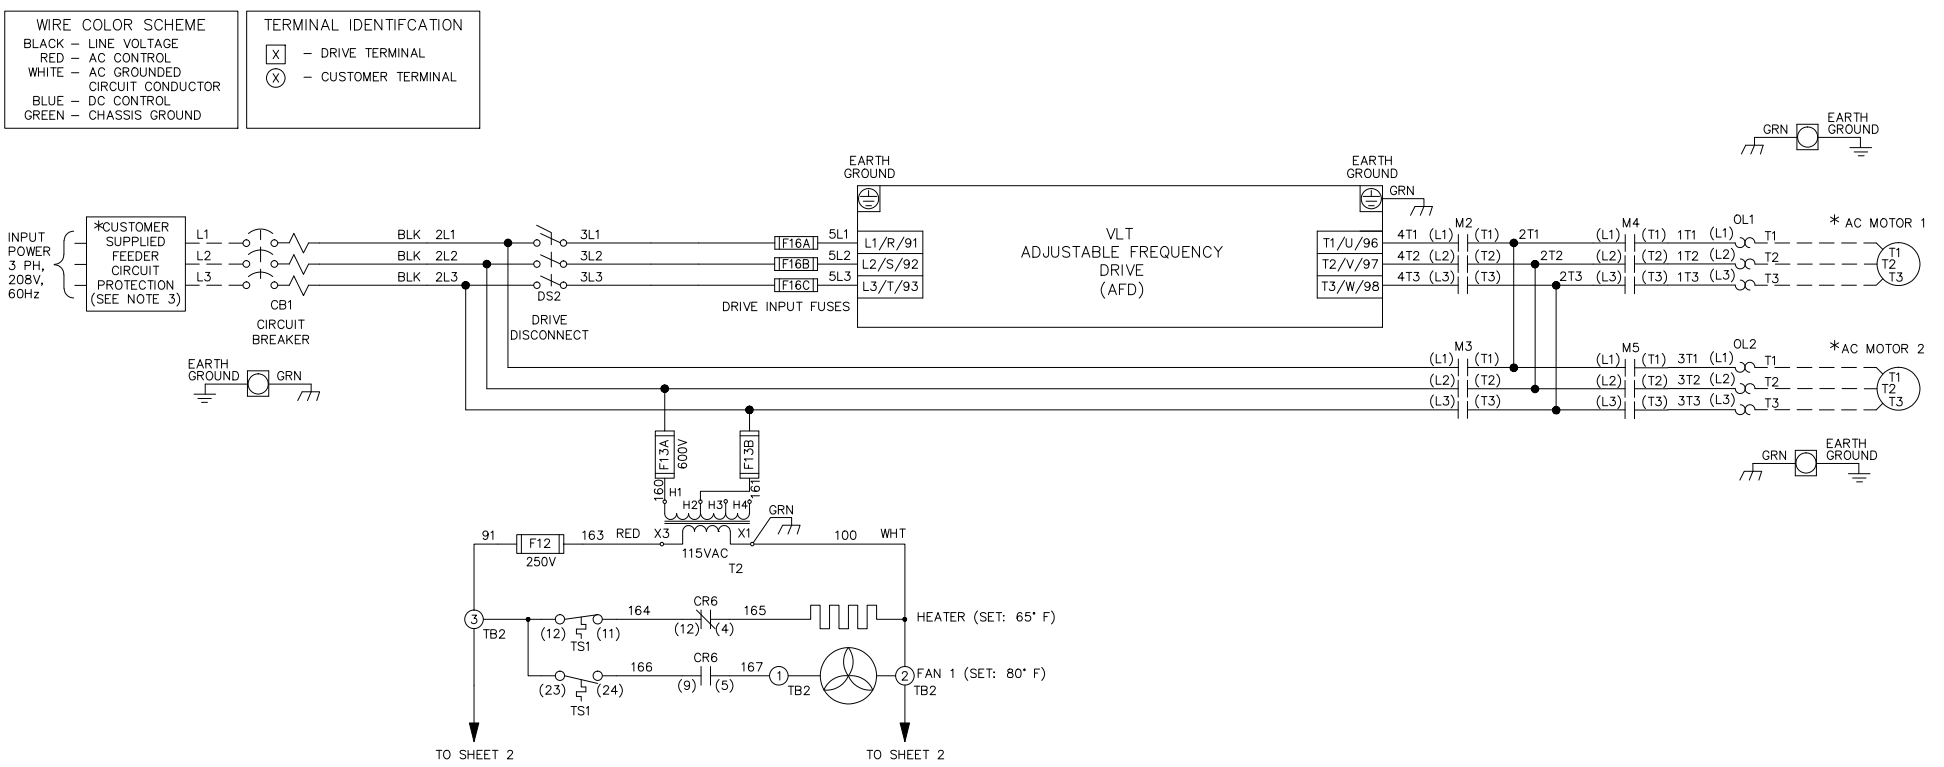 WIRE COLOR SCHEME
BLACK – LINE VOLTAGE
RED – AC CONTROL
WHITE – AC GROUNDED
CIRCUIT CONDUCTOR
BLUE – DC CONTROL
GREEN – CHASSIS GROUND
TERMINAL IDENTIFCATION
X – DRIVE TERMINAL
X – CUSTOMER TERMINAL
GRN
EARTH
GROUND
EARTH
GROUND
EARTH
GROUND
GRN
INPUT
POWER
3 PH,
208V,
60Hz
*CUSTOMER
SUPPLIED
FEEDER
CIRCUIT
PROTECTION
(SEE NOTE 3)
L1
L2
L3
CB1
CIRCUIT
BREAKER
BLK 2L1
BLK 2L2
BLK 2L3
DS2
DRIVE
DISCONNECT
3L1
3L2
3L3
F16A
F16B
F16C
DRIVE INPUT FUSES
5L1
5L2
5L3
L1/R/91
L2/S/92
L3/T/93
VLT
ADJUSTABLE FREQUENCY
DRIVE
(AFD)
T1/U/96
T2/V/97
T3/W/98
4T1 (L1) M2 (T1) 2T1 (L1) M4 (T1) 1T1 (L1) OL1 T1
4T2 (L2) (T2) 2T2 (L2) (T2) 1T2 (L2) T2
4T3 (L3) (T3) 2T3 (L3) (T3) 1T3 (L3) T3
* AC MOTOR 1
T1
T2
T3
EARTH
GROUND
GRN
(L1) M3 (T1) (L1) M5 (T1) 3T1 (L1) OL2 T1
(L2) (T2) (L2) (T2) 3T2 (L2) T2
(L3) (T3) (L3) (T3) 3T3 (L3) T3
*AC MOTOR 2
T1
T2
T3
GRN
EARTH
GROUND
F13A
600V
F13B
160
161
H1
H2
H3
H4
GRN
91
F12
250V
163
RED
X3
X1
115VAC
T2
100
WHT
3
TB2
(12)
(11)
TS1
164
CR6
(12)
(4)
165
HEATER (SET: 65° F)
(23)
(24)
TS1
166
CR6
(9)
(5)
167
1
TB2
2
TB2
FAN 1 (SET: 80° F)
TO SHEET 2
TO SHEET 2